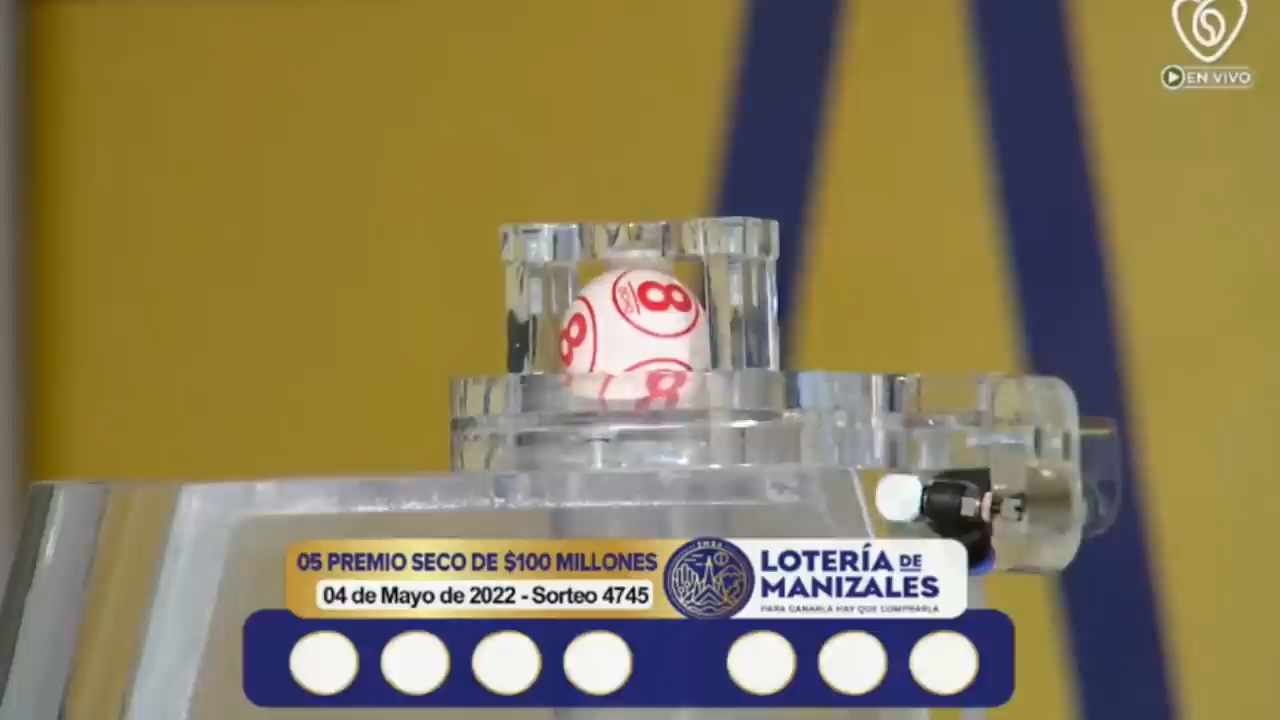 EN VIVO
8
8
8
05 PREMIO SECO DE $100 MILLONES
04 de Mayo de 2022 - Sorteo 4745
LOTERÍA DE
MANIZALES
PARA GANARLA HAY QUE COMPRARLA